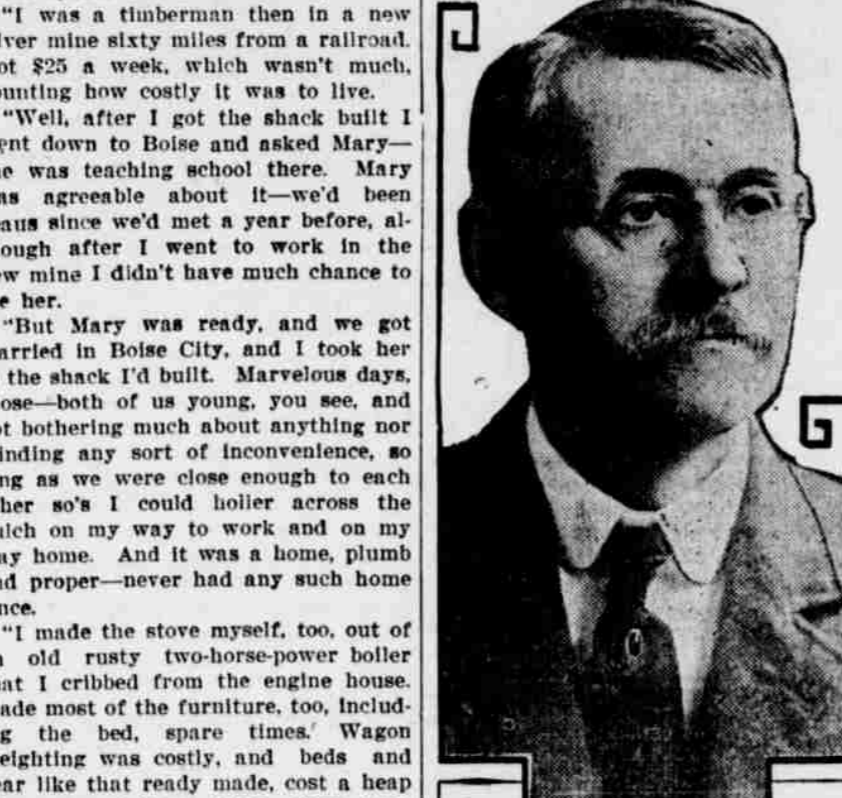 "I was a timberman then in a new
lver mine sixty miles from a railroad.
ot $25 a week, which wasn't much,
ounting how costly it was to live.
"Well, after I got the shack built I
ent down to Boise and asked Mary—
e was teaching school there. Mary
as agreeable about it—we'd been
eaus since we'd met a year before, al-
ough after I went to work in the
ew mine I didn't have much chance to
e her.
"But Mary was ready, and we got
arried in Boise City, and I took her
the shack I'd built. Marvelous days,
ose—both of us young, you see, and
ot bothering much about anything nor
inding any sort of inconvenience, so
ng as we were close enough to each
her so's I could holler across the
ulch on my way to work and on my
ay home. And it was a home, plumb
nd proper—never had any such home
nce.
"I made the stove myself, too, out of
n old rusty two-horse-power boiler
at I cribbed from the engine house.
ade most of the furniture, too, includ-
g the bed, spare times.' Wagon
eighting was costly, and beds and
ear like that ready made, cost a heap